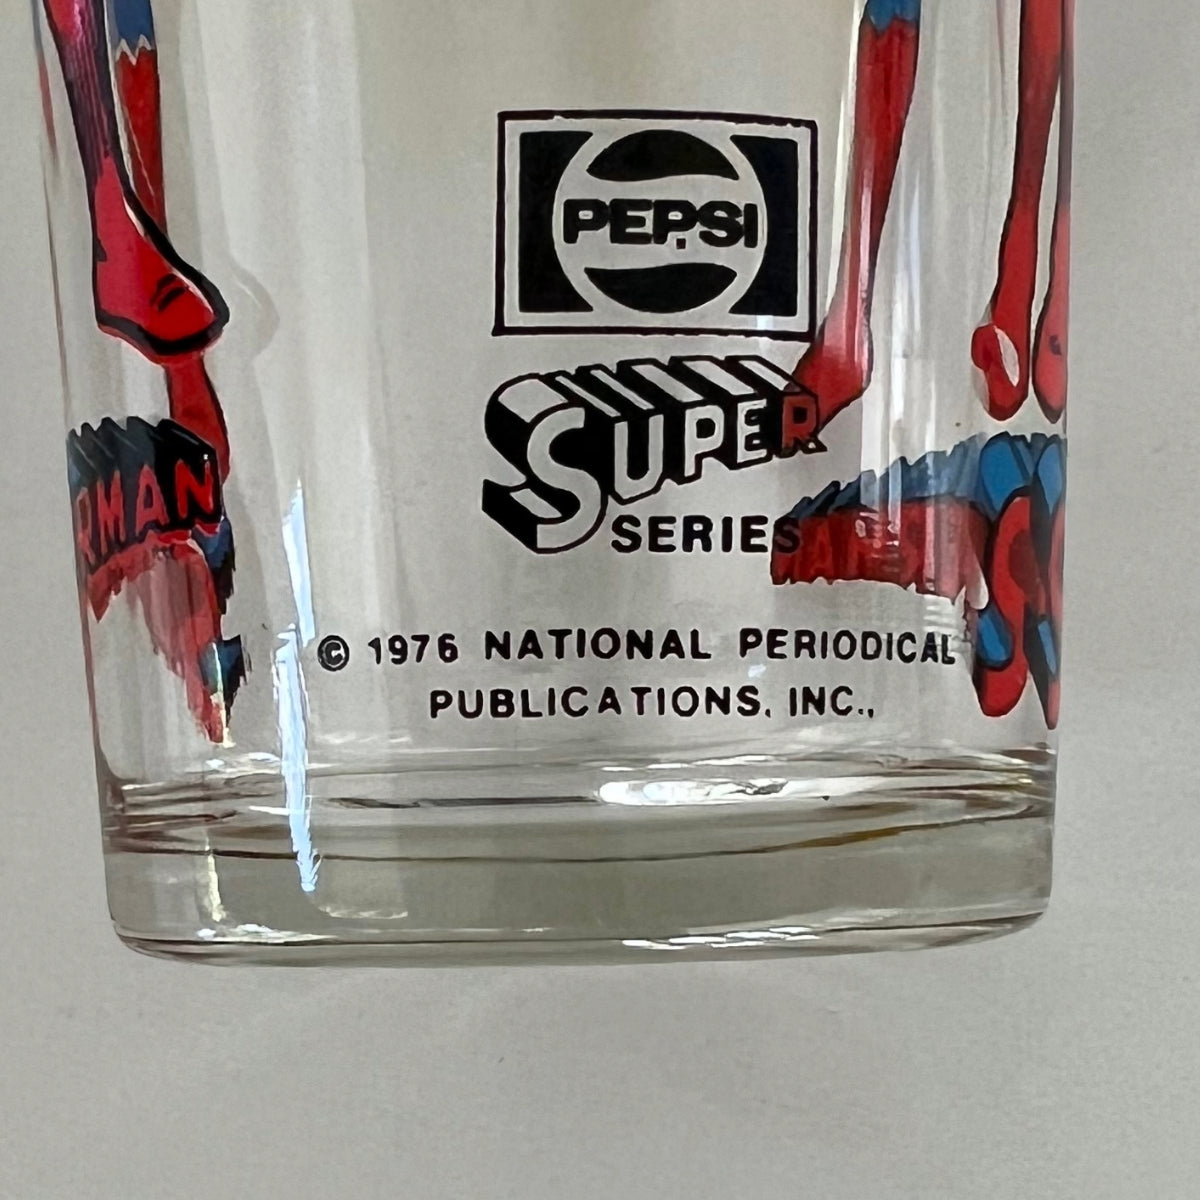 PEPSI
SUPER
SERIES
RMAN
© 1976 NATIONAL PERIODICAL
PUBLICATIONS, INC.,